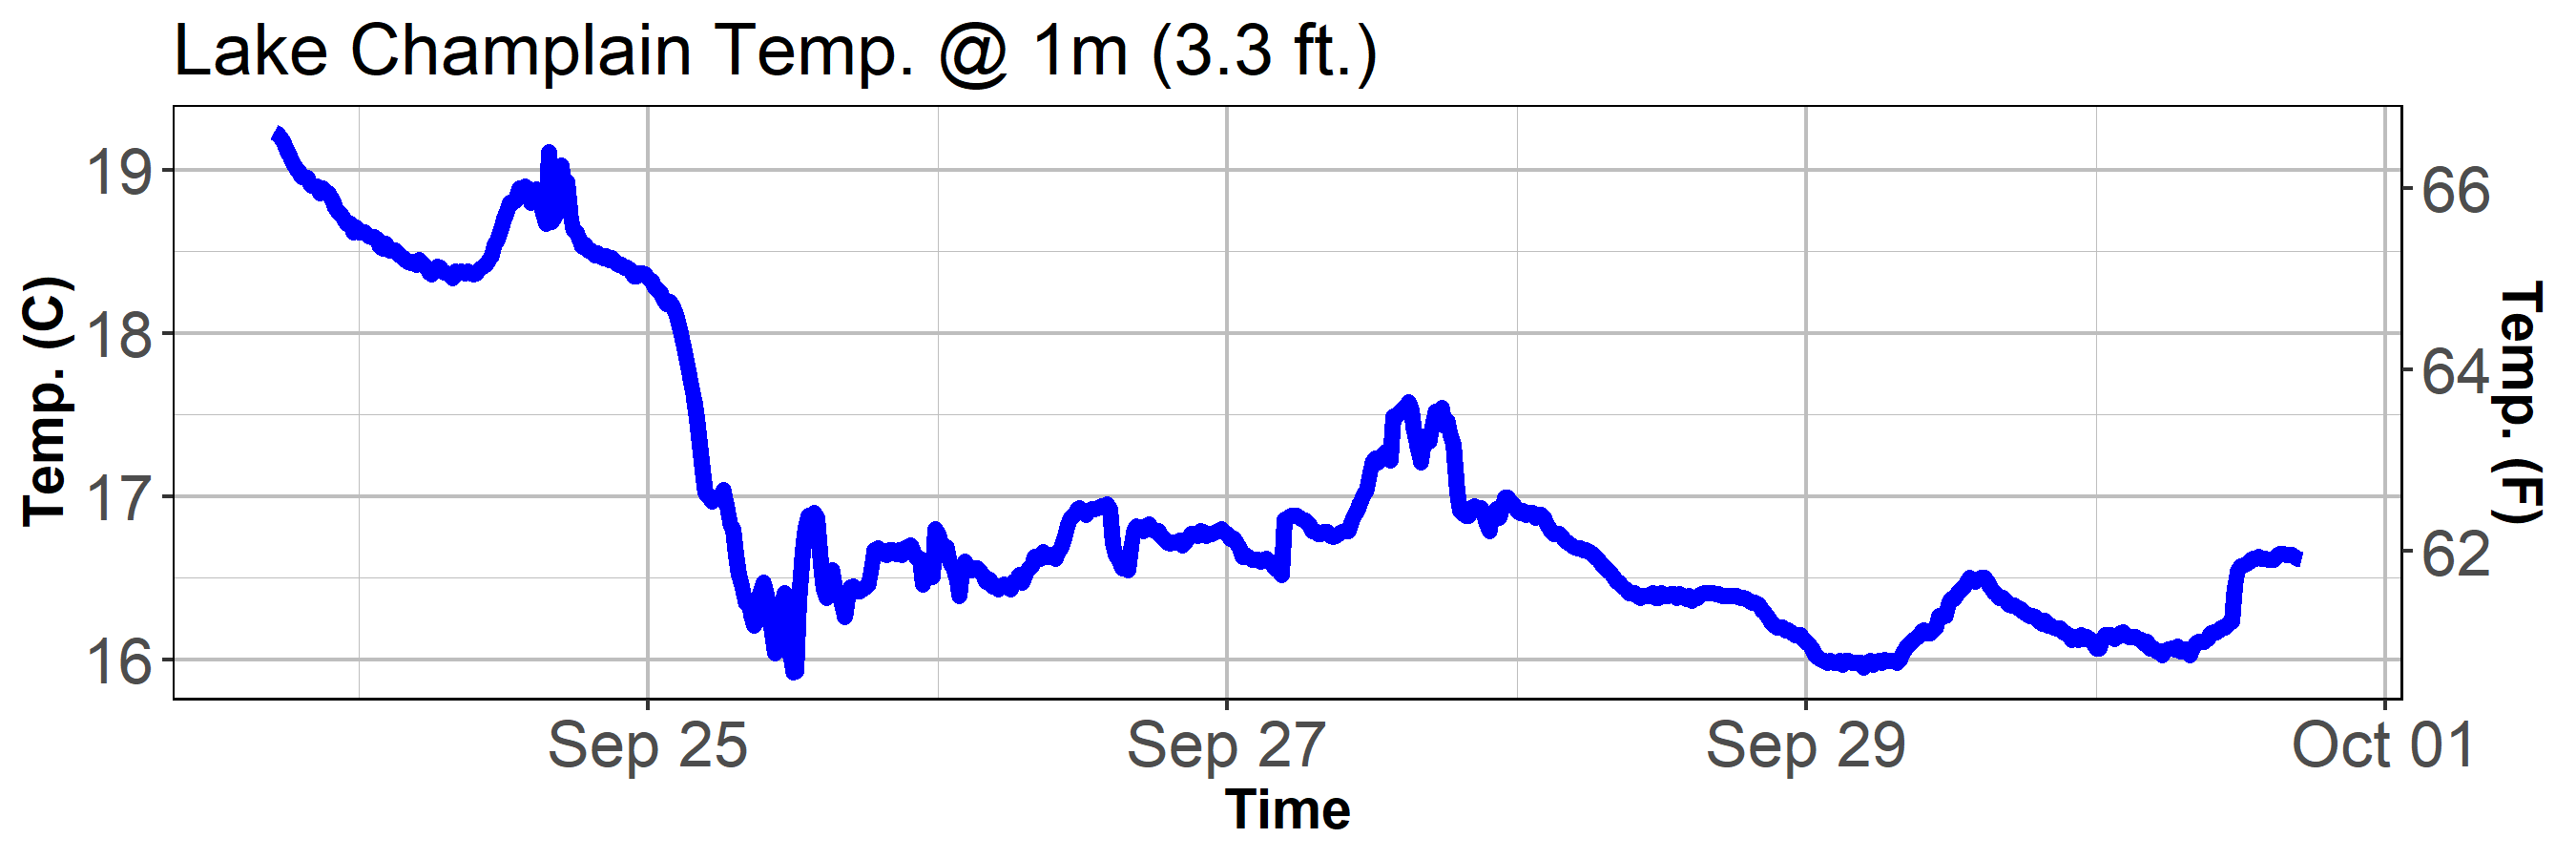 Lake Champlain Temp. @ 1m (3.3 ft.)
Temp. (C)
19
18
17
16
66
64
62
Temp. (F)
Sep 25
Sep 27
Sep 29
Oct 01
Time